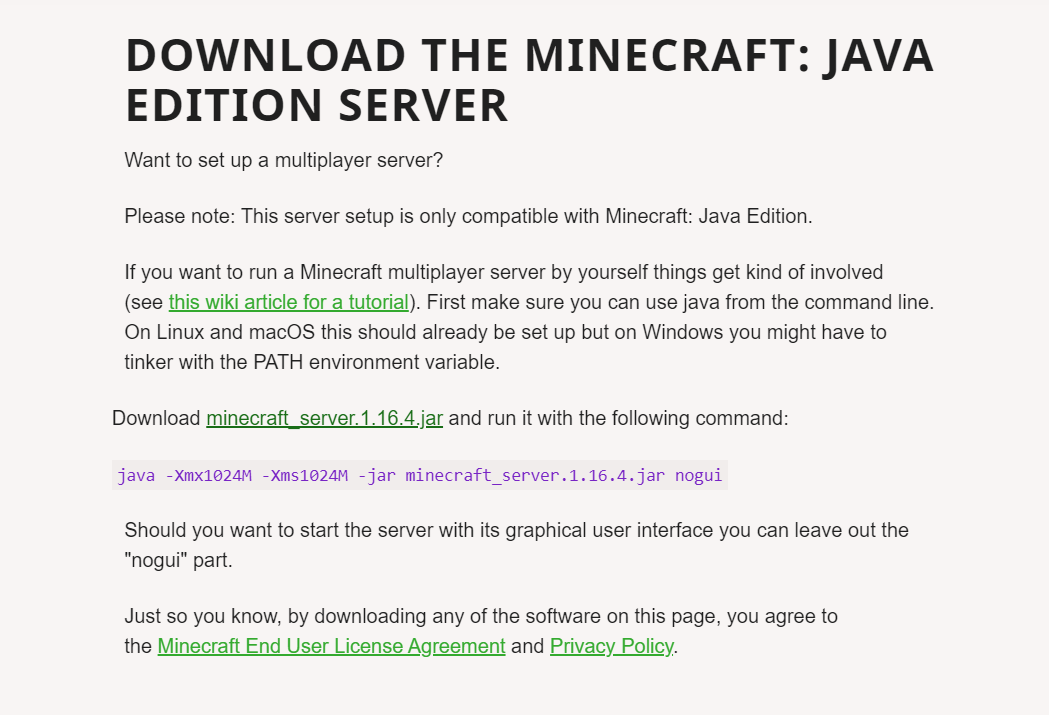 DOWNLOAD THE MINECRAFT: JAVA
EDITION SERVER
Want to set up a multiplayer server?
Please note: This server setup is only compatible with Minecraft: Java Edition.
If you want to run a Minecraft multiplayer server by yourself things get kind of involved
(see this wiki article for a tutorial). First make sure you can use java from the command line.
On Linux and macOS this should already be set up but on Windows you might have to
tinker with the PATH environment variable.
Download minecraft_server.1.16.4.jar and run it with the following command:
java -Xmx1024M -Xms1024M -jar minecraft_server.1.16.4.jar nogui
Should you want to start the server with its graphical user interface you can leave out the
"nogui" part.
Just so you know, by downloading any of the software on this page, you agree to
the Minecraft End User License Agreement and Privacy Policy.